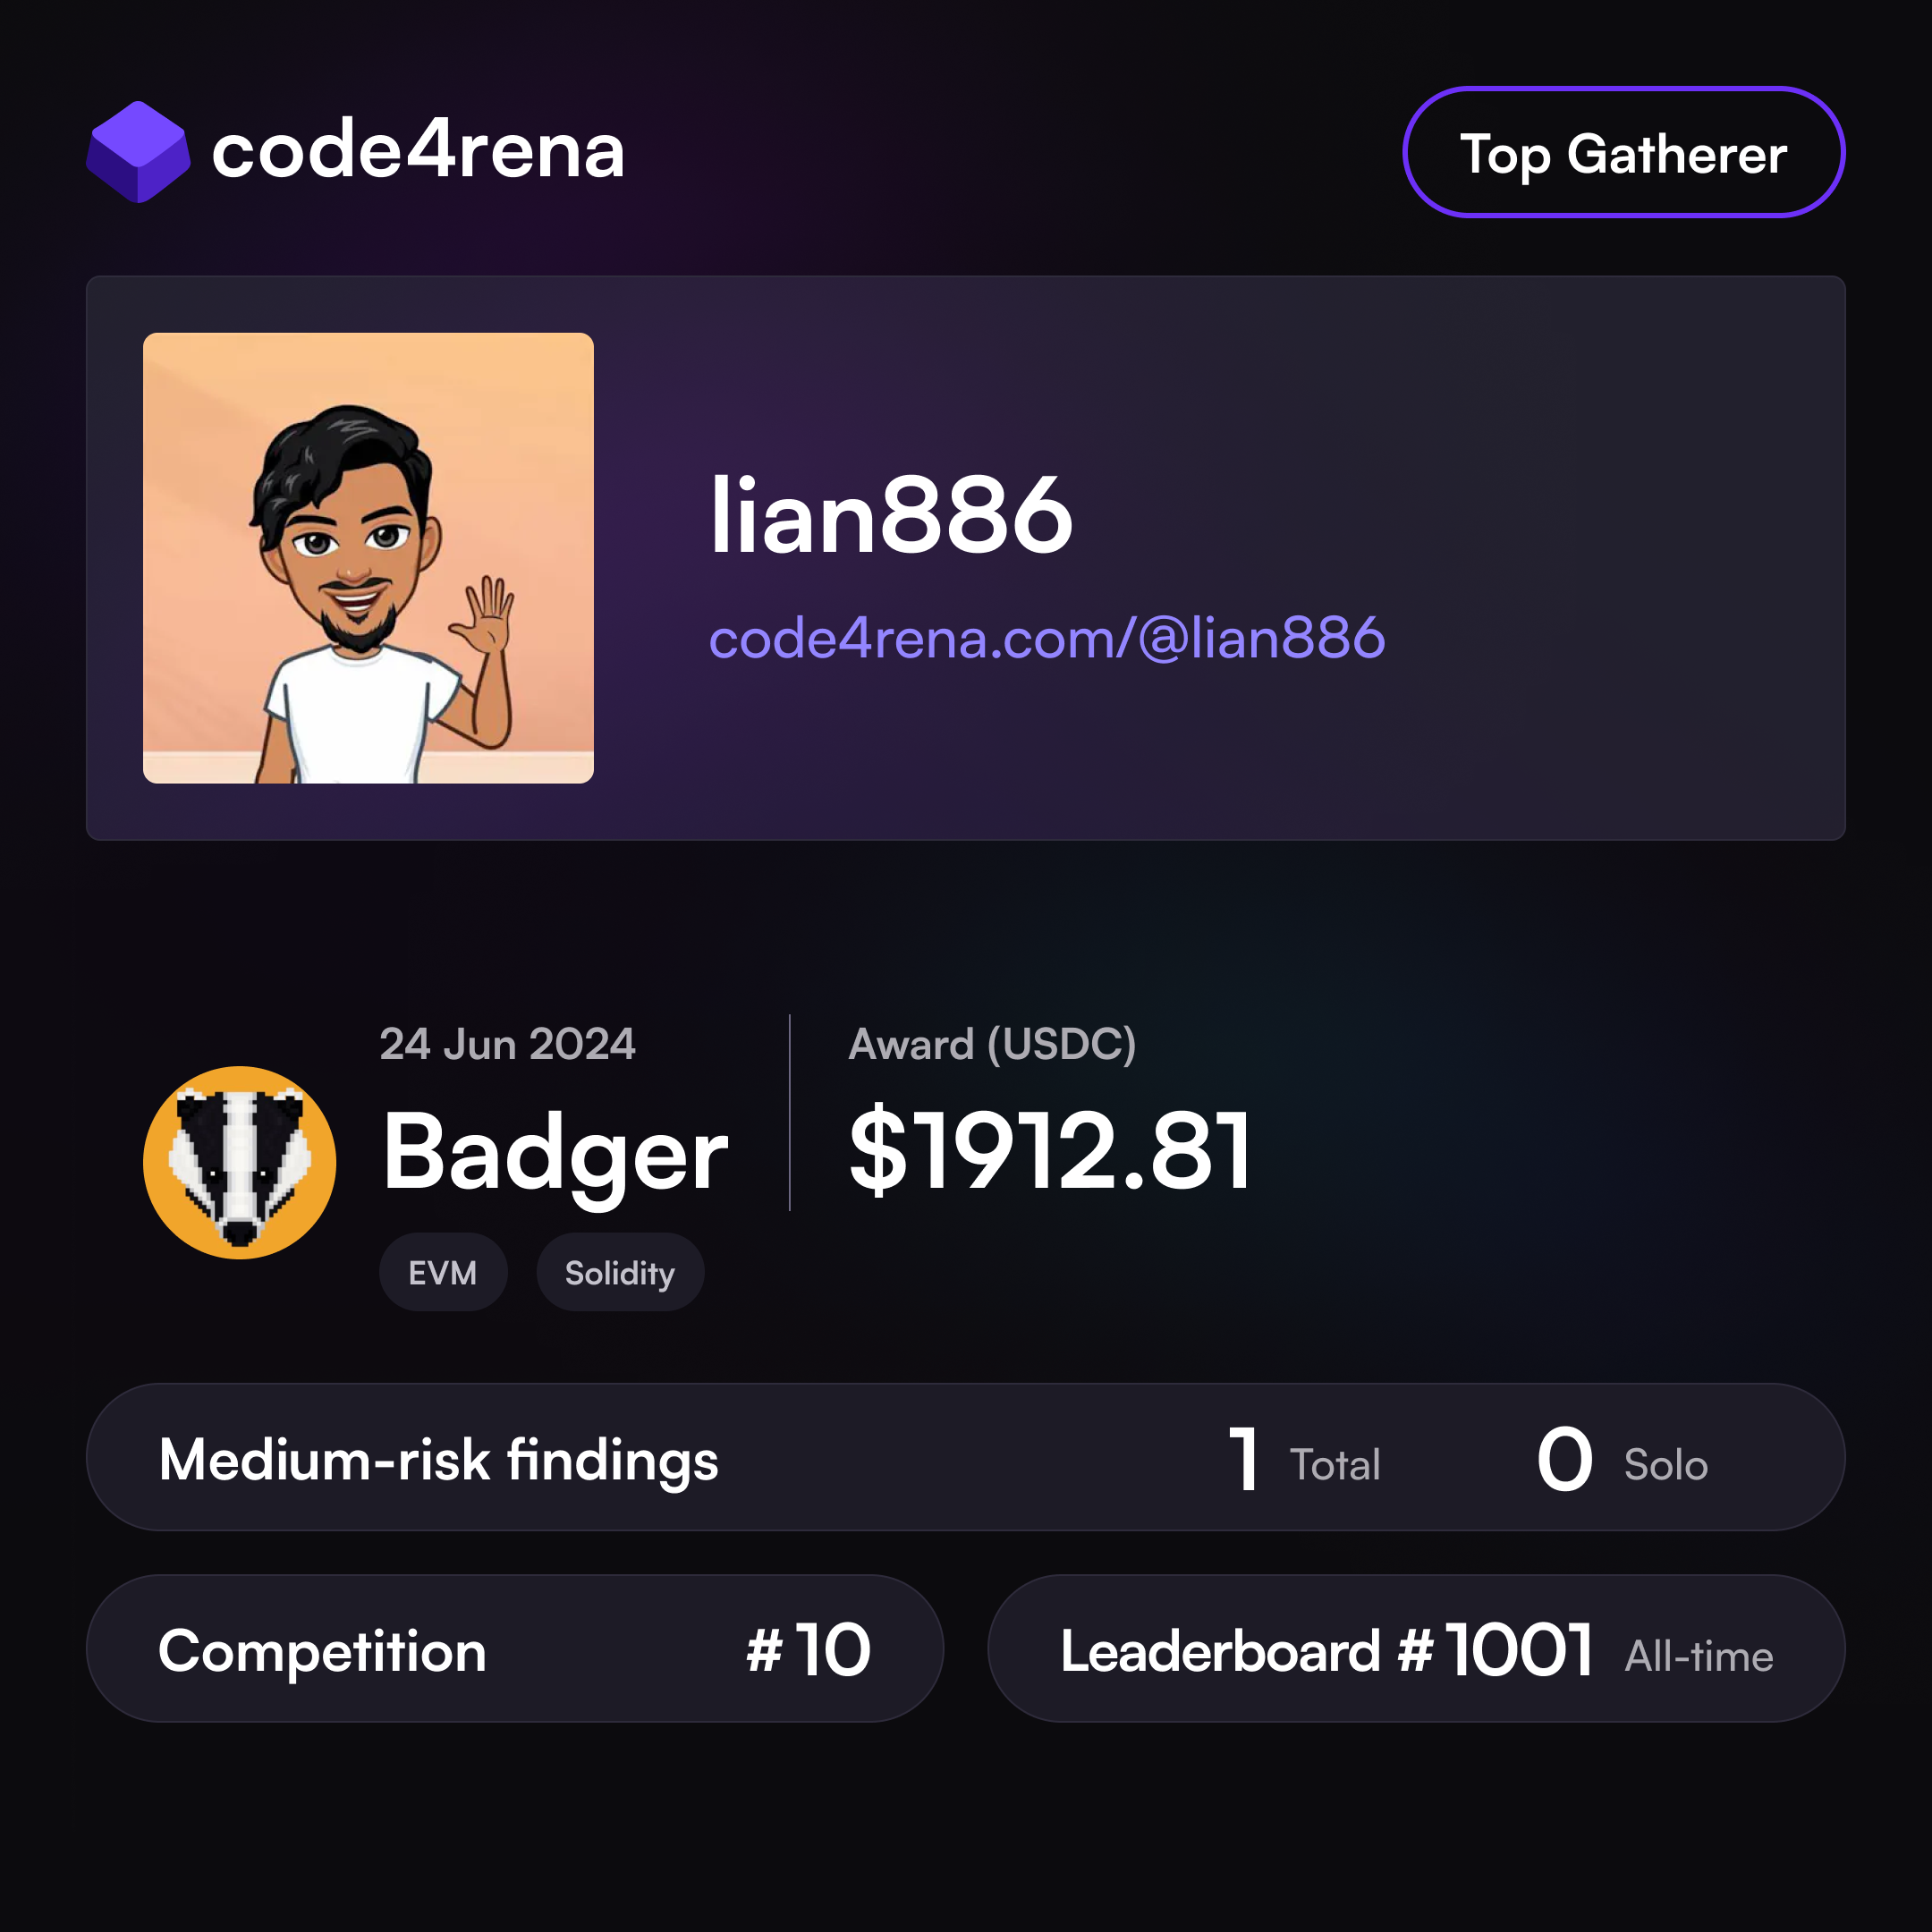 code4rena
Top Gatherer
lian886
code4rena.com/@lian886
24 Jun 2024
Badger
EVM Solidity
Award (USDC)
$1912.81
Medium-risk findings 1 Total 0 Solo
Competition #10
Leaderboard #1001 All-time